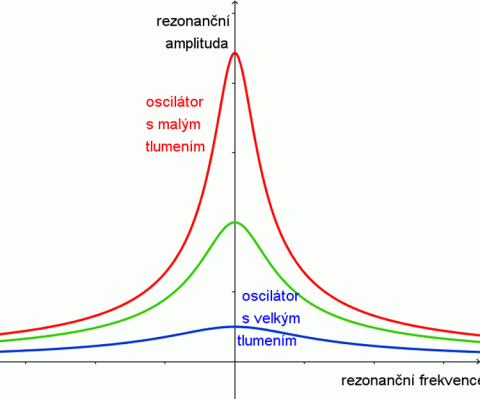 rezonanční
amplituda
oscilátor
s malým
tlumením
oscilátor
s velkým
tlumením
rezonanční frekvence